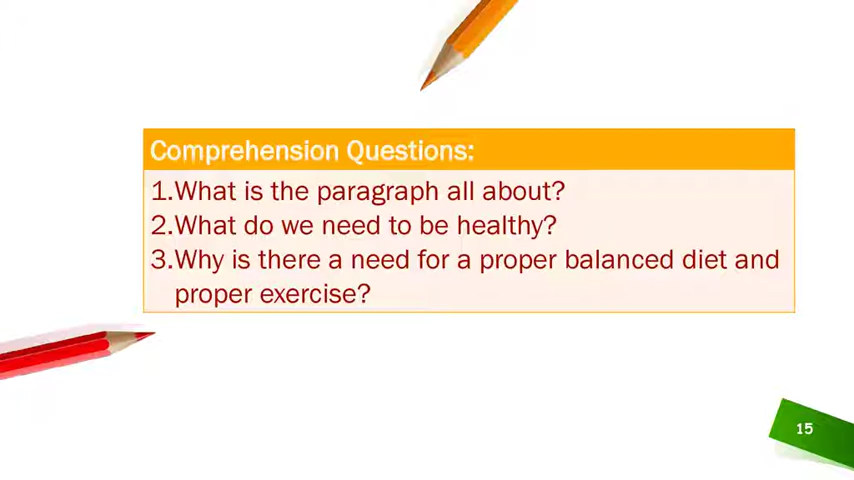 Comprehension Questions:
1.What is the paragraph all about?
2.What do we need to be healthy?
3.Why is there a need for a proper balanced diet and
proper exercise?
15